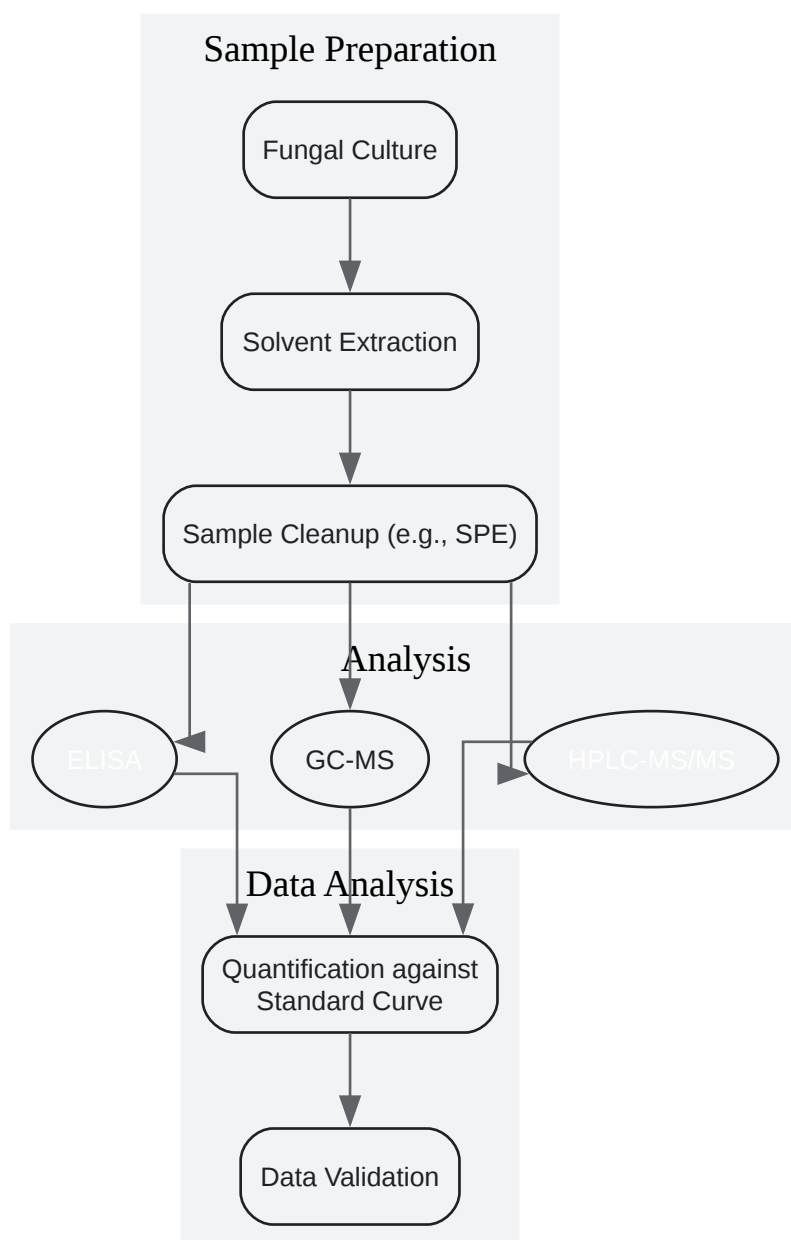 Sample Preparation
Fungal Culture
Solvent Extraction
Sample Cleanup (e.g., SPE)
Analysis
ELISA
GC-MS
HPLC-MS/MS
Data Analysis
Quantification against
Standard Curve
Data Validation